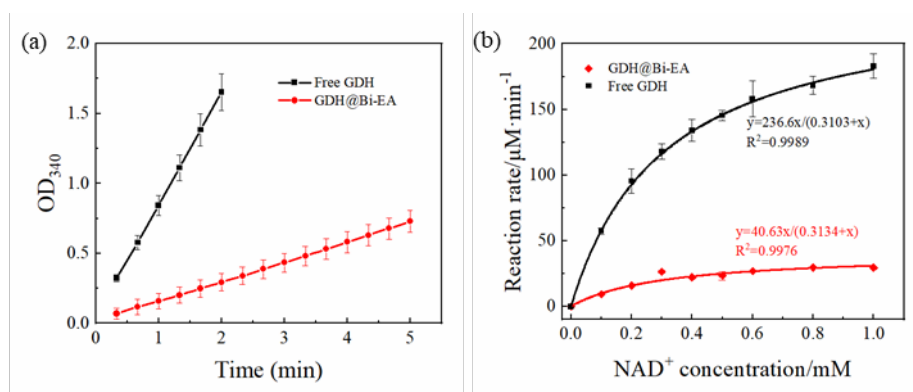 (a)
2.0
1.5
1.0
0.5
0.0
OD₃₄₀
Free GDH
GDH@Bi-EA
0 1 2 3 4 5
Time (min)
(b)
200
150
100
50
0
Reaction rate/μM·min⁻¹
GDH@Bi-EA
Free GDH
y=236.6x/(0.3103+x)
R²=0.9989
y=40.63x/(0.3134+x)
R²=0.9976
0.0 0.2 0.4 0.6 0.8 1.0
NAD⁺ concentration/mM